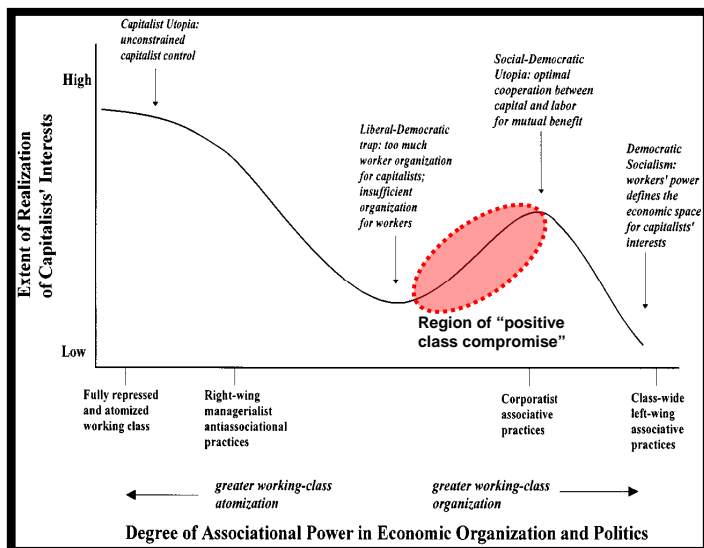 Capitalist Utopia:
unconstrained
capitalist control
High
Extent of Realization
of Capitalists' Interests
Low
Liberal-Democratic
trap: too much
worker organization
for capitalists;
insufficient
organization
for workers
Social-Democratic
Utopia: optimal
cooperation between
capital and labor
for mutual benefit
Democratic
Socialism:
workers' power
defines the
economic space
for capitalists'
interests
Region of “positive
class compromise”
Fully repressed
and atomized
working class
Right-wing
managerialist
antiassociational
practices
Corporatist
associative
practices
Class-wide
left-wing
associative
practices
greater working-class
atomization
greater working-class
organization
Degree of Associational Power in Economic Organization and Politics